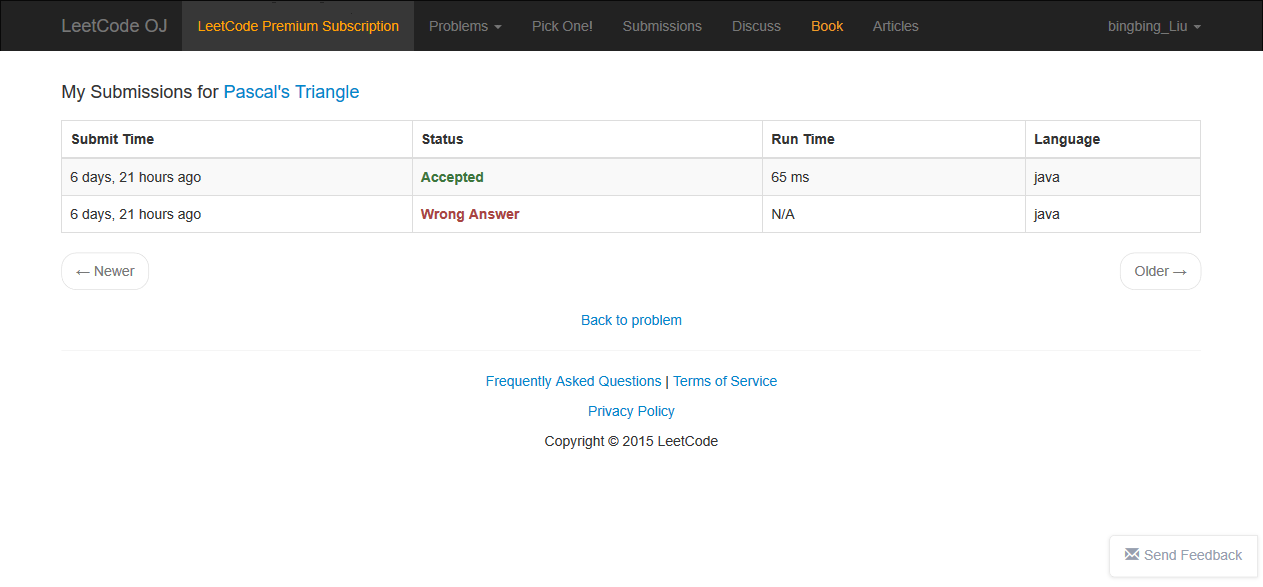 LeetCode OJ LeetCode Premium Subscription Problems Pick One! Submissions Discuss Book Articles bingbing_Liu
My Submissions for Pascal's Triangle
Submit Time Status Run Time Language
6 days, 21 hours ago Accepted 65 ms java
6 days, 21 hours ago Wrong Answer N/A java
← Newer Older →
Back to problem
Frequently Asked Questions | Terms of Service
Privacy Policy
Copyright © 2015 LeetCode
Send Feedback